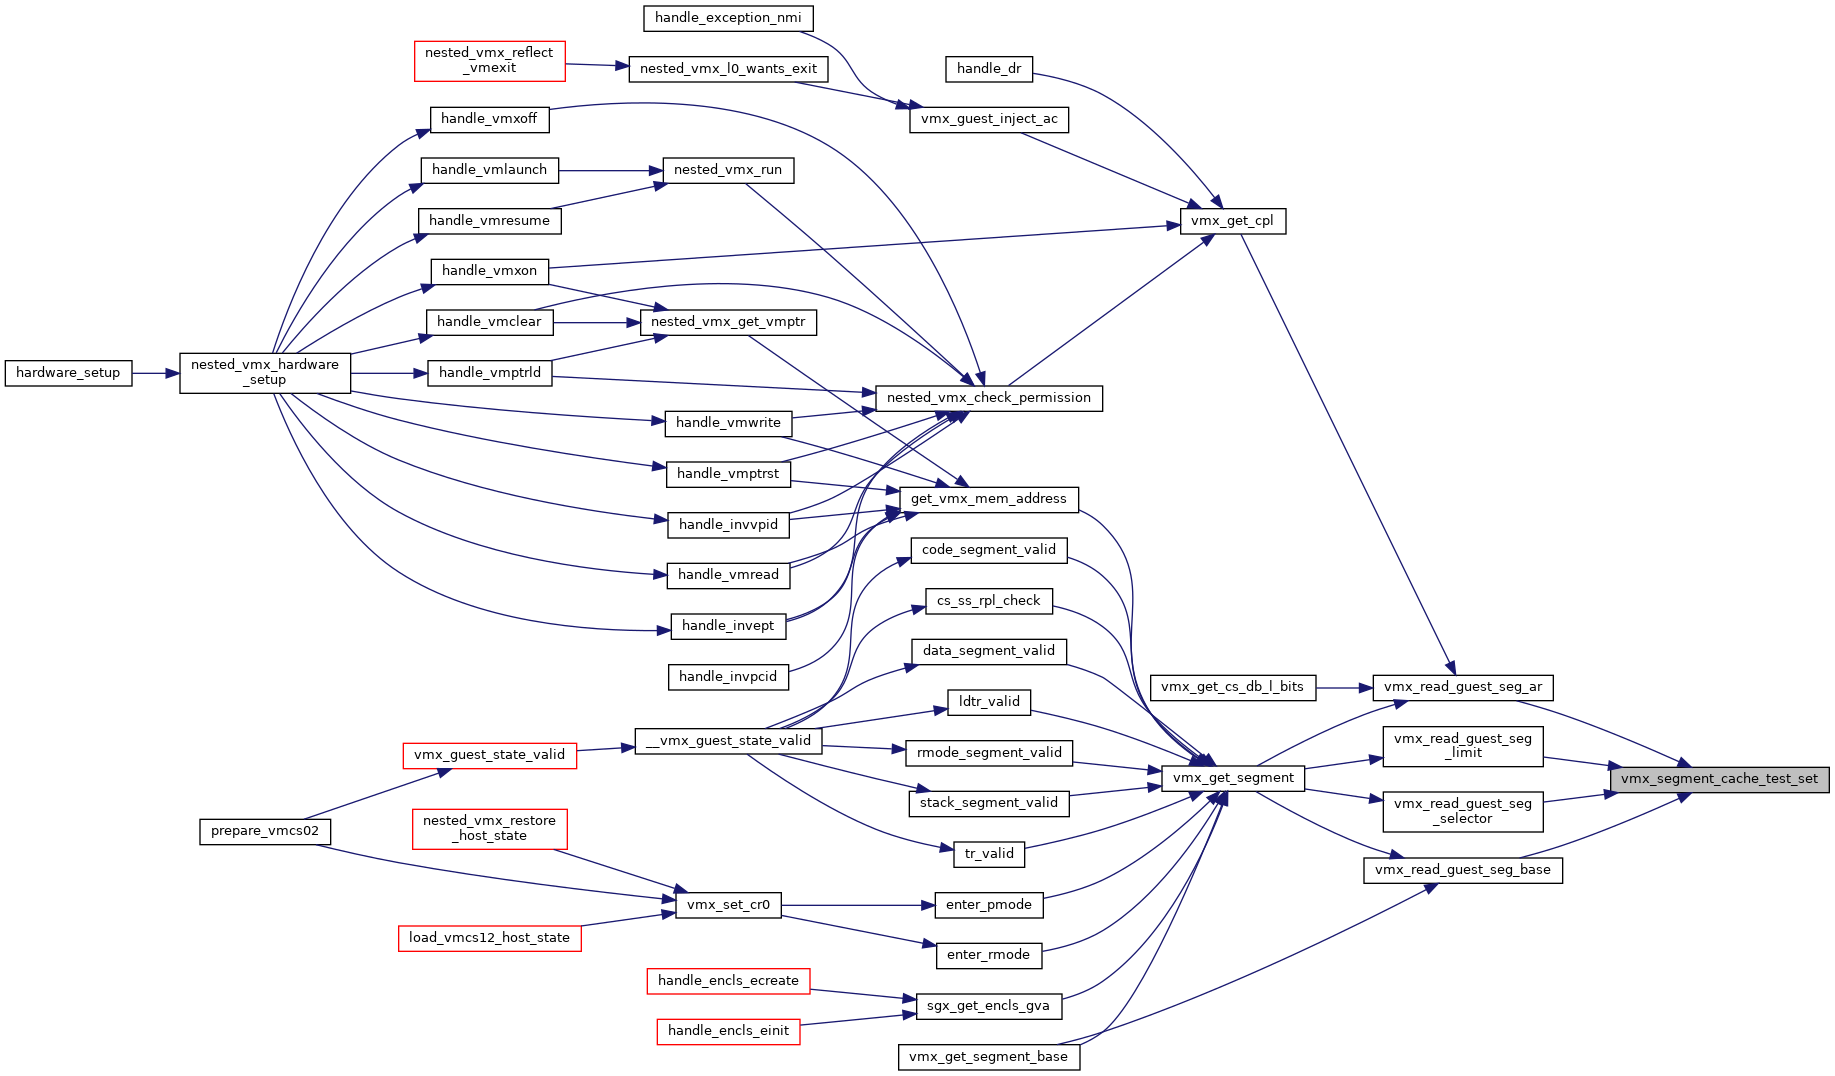 handle_exception_nmi
nested_vmx_reflect
_vmexit
nested_vmx_l0_wants_exit
handle_dr
handle_vmxoff
vmx_guest_inject_ac
handle_vmlaunch
nested_vmx_run
handle_vmresume
vmx_get_cpl
handle_vmxon
handle_vmclear
nested_vmx_get_vmptr
hardware_setup
nested_vmx_hardware
_setup
handle_vmptrld
nested_vmx_check_permission
handle_vmwrite
handle_vmptrst
get_vmx_mem_address
handle_invvpid
code_segment_valid
handle_vmread
cs_ss_rpl_check
handle_invept
data_segment_valid
handle_invpcid
vmx_get_cs_db_l_bits
vmx_read_guest_seg_ar
ldtr_valid
__vmx_guest_state_valid
vmx_guest_state_valid
rmode_segment_valid
vmx_read_guest_seg
_limit
vmx_get_segment
vmx_segment_cache_test_set
stack_segment_valid
vmx_read_guest_seg
_selector
prepare_vmcs02
nested_vmx_restore
_host_state
tr_valid
vmx_read_guest_seg_base
vmx_set_cr0
enter_pmode
load_vmcs12_host_state
enter_rmode
handle_encls_ecreate
sgx_get_encls_gva
handle_encls_einit
vmx_get_segment_base